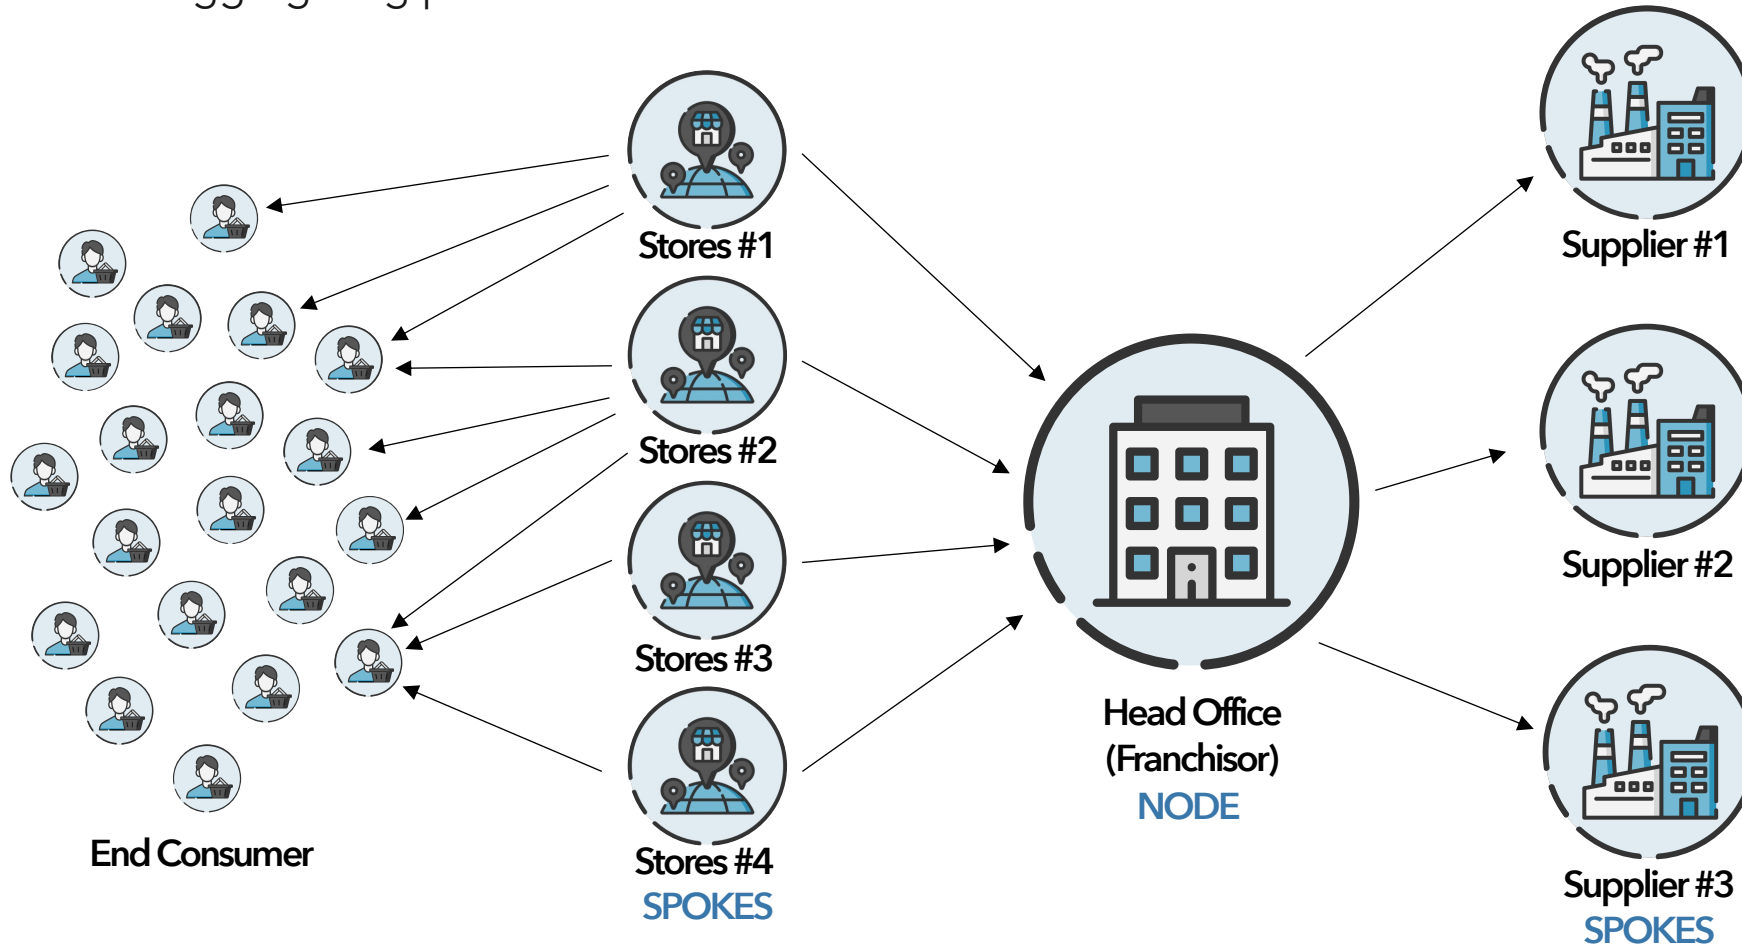 Stores #1
Supplier #1
Stores #2
Supplier #2
Stores #3
Head Office
(Franchisor)
NODE
End Consumer
Stores #4
SPOKES
Supplier #3
SPOKES